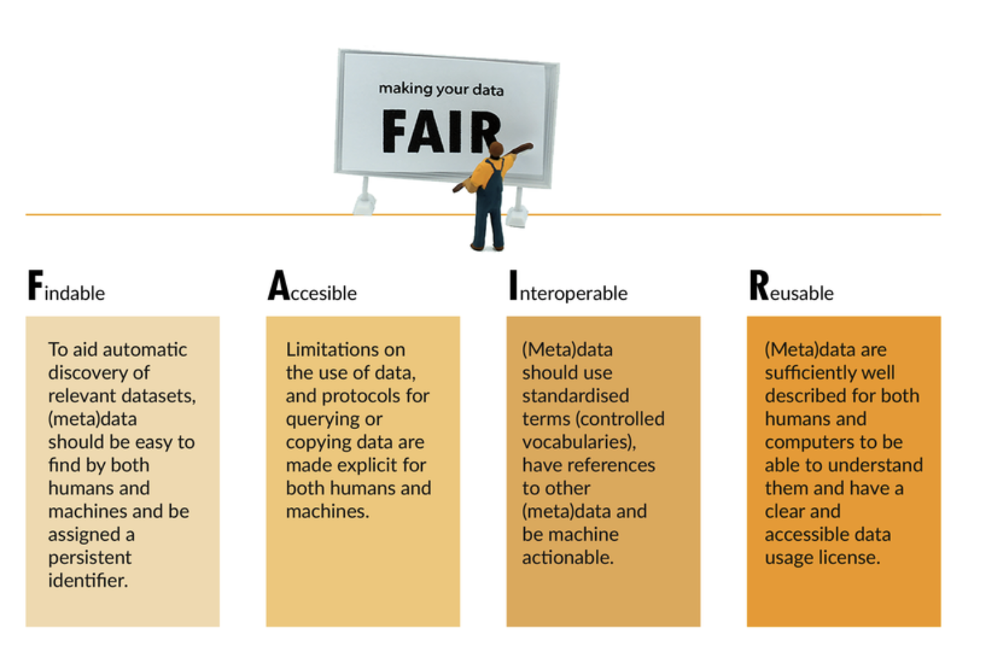 making your data
FAIR
Findable
To aid automatic
discovery of
relevant datasets,
(meta)data
should be easy to
find by both
humans and
machines and be
assigned a
persistent
identifier.
Accesible
Limitations on
the use of data,
and protocols for
querying or
copying data are
made explicit for
both humans and
machines.
Interoperable
(Meta)data
should use
standardised
terms (controlled
vocabularies),
have references
to other
(meta)data and
be machine
actionable.
Reusable
(Meta)data are
sufficiently well
described for both
humans and
computers to be
able to understand
them and have a
clear and
accessible data
usage license.